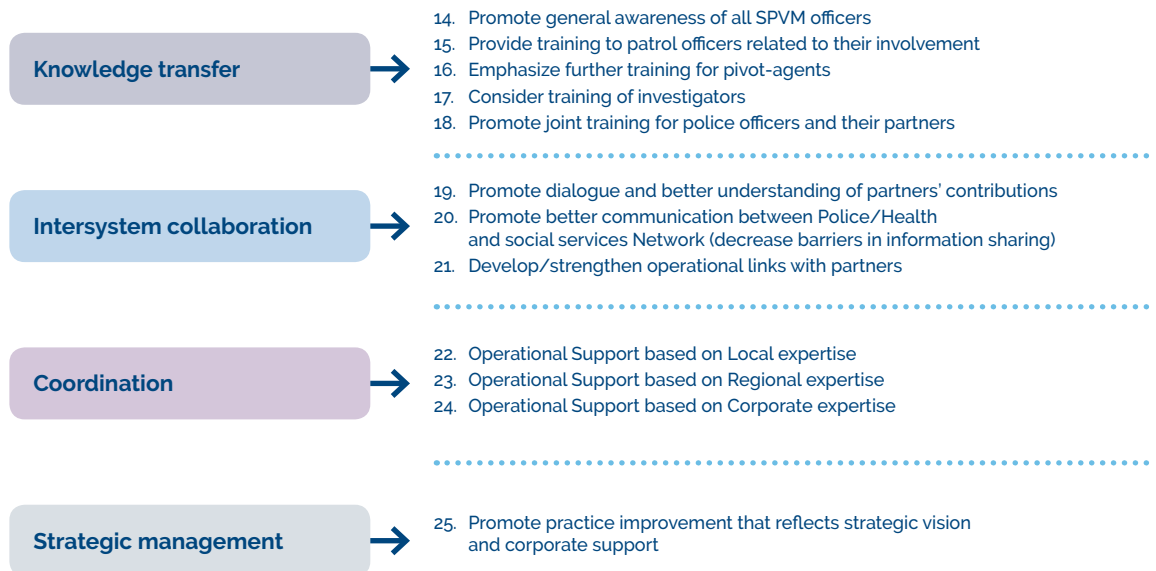 Knowledge transfer
14. Promote general awareness of all SPVM officers
15. Provide training to patrol officers related to their involvement
16. Emphasize further training for pivot-agents
17. Consider training of investigators
18. Promote joint training for police officers and their partners
Intersystem collaboration
19. Promote dialogue and better understanding of partners’ contributions
20. Promote better communication between Police/Health
and social services Network (decrease barriers in information sharing)
21. Develop/strengthen operational links with partners
Coordination
22. Operational Support based on Local expertise
23. Operational Support based on Regional expertise
24. Operational Support based on Corporate expertise
Strategic management
25. Promote practice improvement that reflects strategic vision
and corporate support